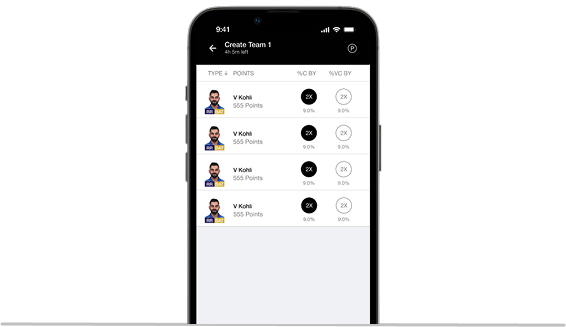 9:41
Create Team 1
4h 5m left
P
TYPE ↓ POINTS %C BY %VC BY
V Kohli
555 Points
2X 2X
9.0% 9.0%
V Kohli
555 Points
2X 2X
9.0% 9.0%
V Kohli
555 Points
2X 2X
9.0% 9.0%
V Kohli
555 Points
2X 2X
9.0% 9.0%